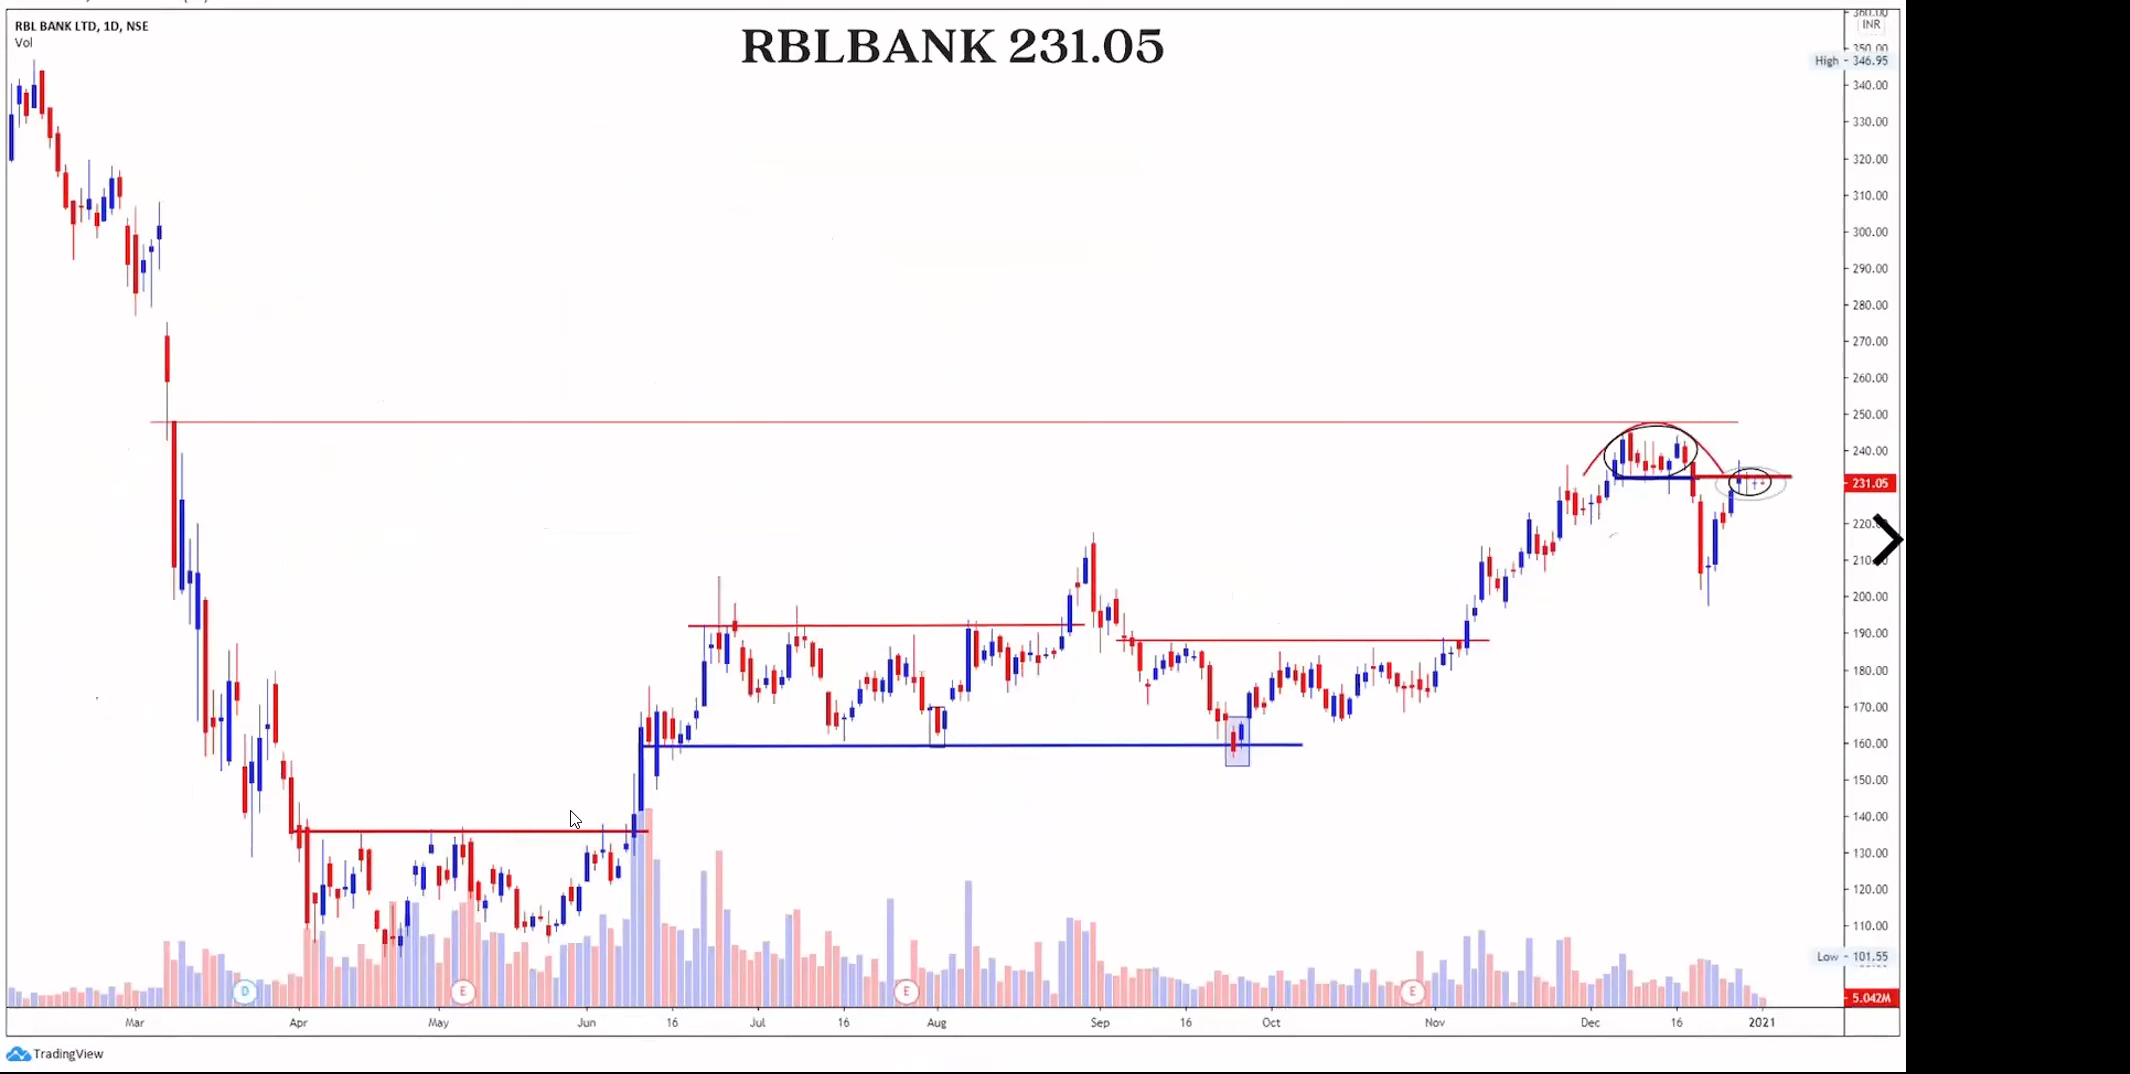 RBL BANK LTD, 1D, NSE
Vol
RBLBANK 231.05
INR
350.00
High - 346.95
340.00
330.00
320.00
310.00
300.00
290.00
280.00
270.00
260.00
250.00
240.00
231.05
200.00
190.00
180.00
170.00
160.00
150.00
140.00
130.00
120.00
110.00
Low - 101.55
D E E E
5.042M
Mar Apr May Jun 16 Jul 16 Aug Sep 16 Oct Nov Dec 16 2021
TradingView